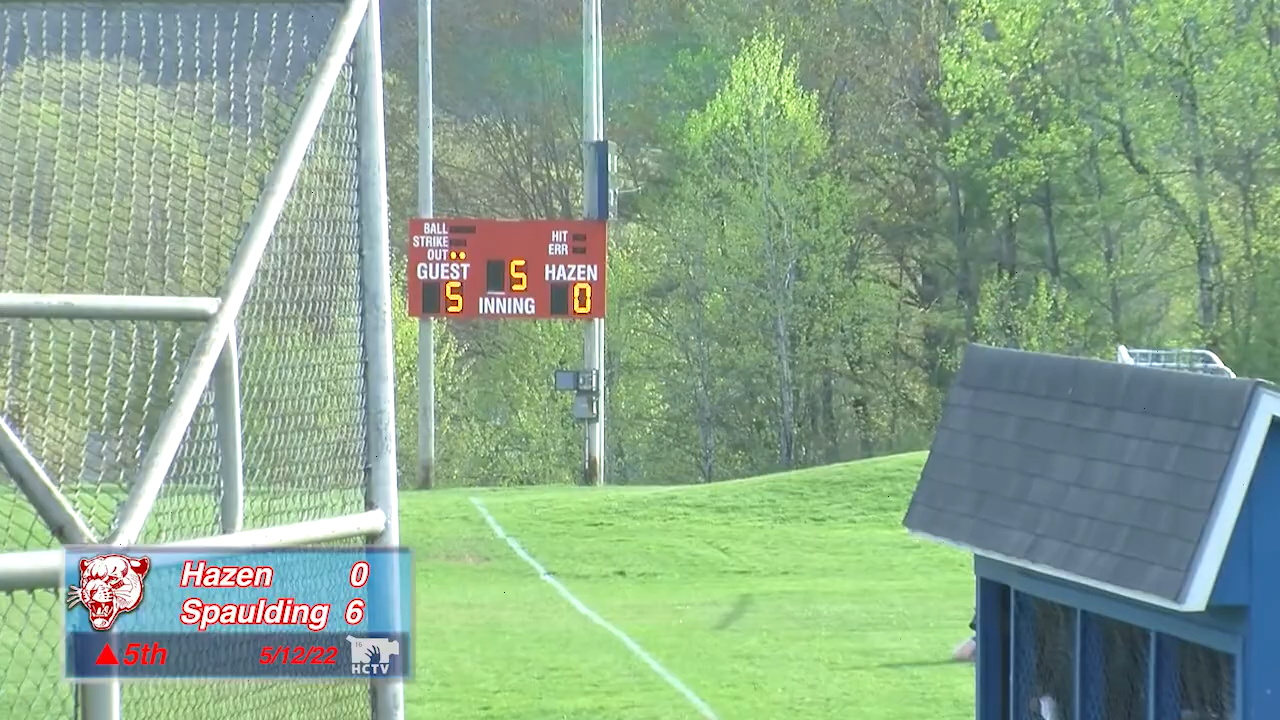 BALL
STRIKE
OUT
HIT
ERR
GUEST 5 HAZEN
5 INNING 0
Hazen 0
Spaulding 6
▲5th 5/12/22
16
HCTV